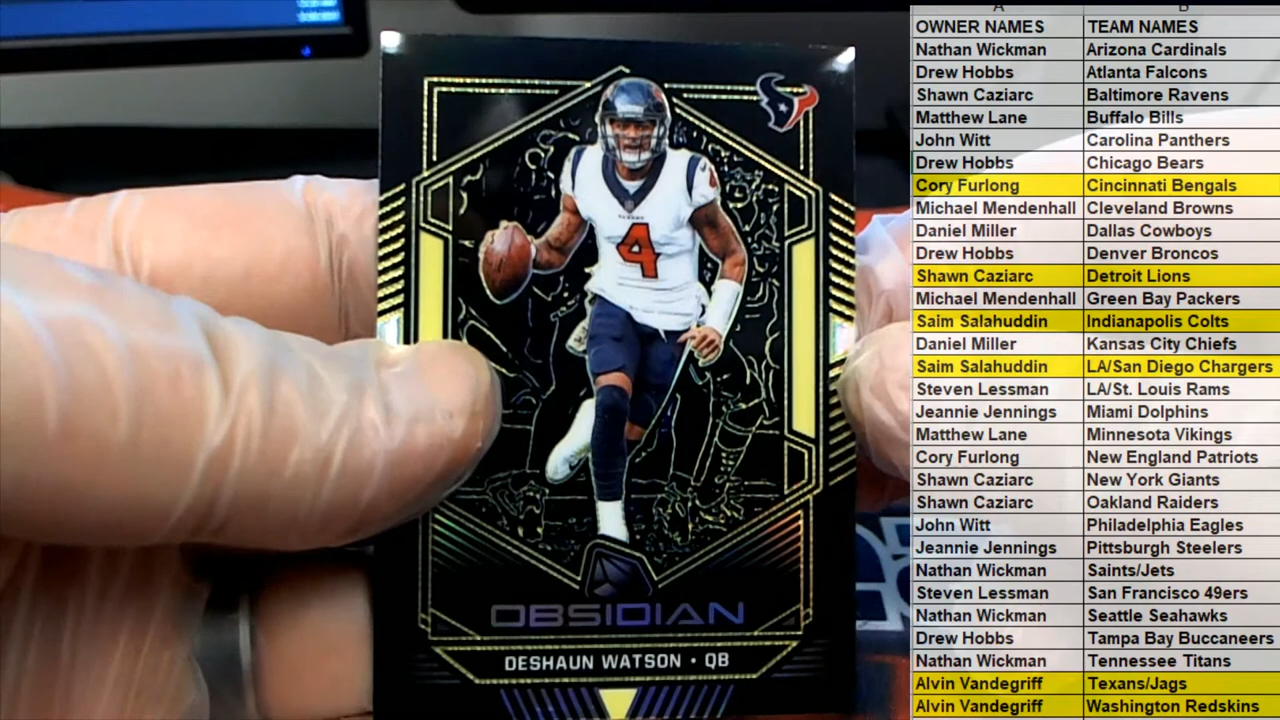 4
OBSIDIAN
DESHAUN WATSON • QB
A B
OWNER NAMES TEAM NAMES
Nathan Wickman Arizona Cardinals
Drew Hobbs Atlanta Falcons
Shawn Caziarc Baltimore Ravens
Matthew Lane Buffalo Bills
John Witt Carolina Panthers
Drew Hobbs Chicago Bears
Cory Furlong Cincinnati Bengals
Michael Mendenhall Cleveland Browns
Daniel Miller Dallas Cowboys
Drew Hobbs Denver Broncos
Shawn Caziarc Detroit Lions
Michael Mendenhall Green Bay Packers
Saim Salahuddin Indianapolis Colts
Daniel Miller Kansas City Chiefs
Saim Salahuddin LA/San Diego Chargers
Steven Lessman LA/St. Louis Rams
Jeannie Jennings Miami Dolphins
Matthew Lane Minnesota Vikings
Cory Furlong New England Patriots
Shawn Caziarc New York Giants
Shawn Caziarc Oakland Raiders
John Witt Philadelphia Eagles
Jeannie Jennings Pittsburgh Steelers
Nathan Wickman Saints/Jets
Steven Lessman San Francisco 49ers
Nathan Wickman Seattle Seahawks
Drew Hobbs Tampa Bay Buccaneers
Nathan Wickman Tennessee Titans
Alvin Vandegriff Texans/Jags
Alvin Vandegriff Washington Redskins